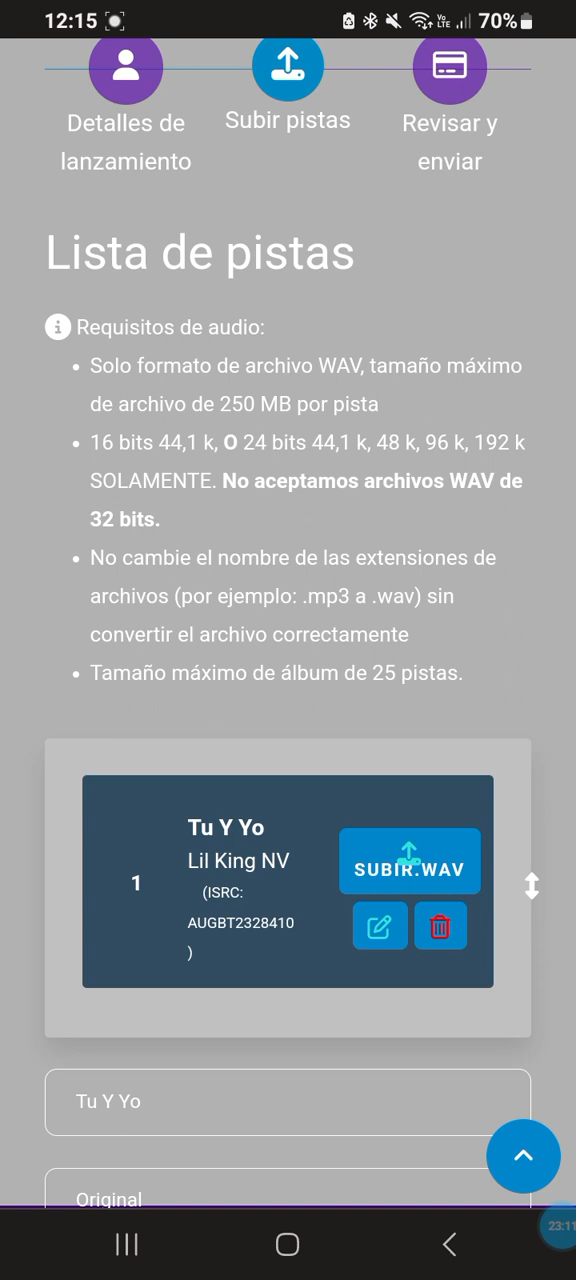 12:15
Vo LTE
70%
Detalles de
lanzamiento
Subir pistas
Revisar y
enviar
Lista de pistas
Requisitos de audio:
• Solo formato de archivo WAV, tamaño máximo
de archivo de 250 MB por pista
• 16 bits 44,1 k, O 24 bits 44,1 k, 48 k, 96 k, 192 k
SOLAMENTE. No aceptamos archivos WAV de
32 bits.
• No cambie el nombre de las extensiones de
archivos (por ejemplo: .mp3 a .wav) sin
convertir el archivo correctamente
• Tamaño máximo de álbum de 25 pistas.
1
Tu Y Yo
Lil King NV
(ISRC:
AUGBT2328410
)
SUBIR.WAV
Tu Y Yo
Original
23:11